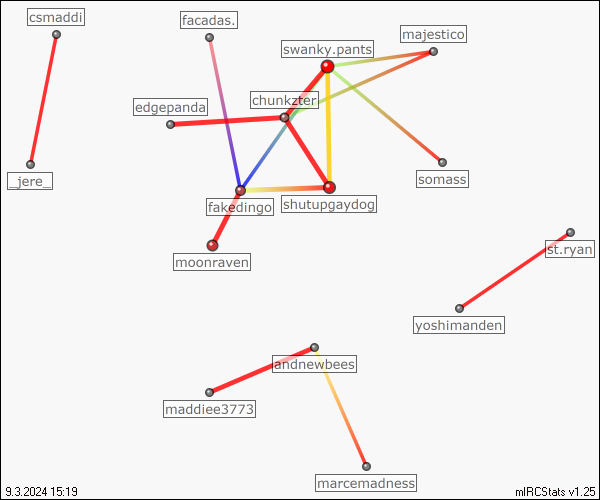 csmaddi
facadas.
majestico
swanky.pants
chunkzter
edgepanda
somass
_jere_
fakedingo
shutupgaydog
st.ryan
moonraven
yoshimanden
andnewbees
maddiee3773
marcemadness
9.3.2024 15:19
mIRCStats v1.25